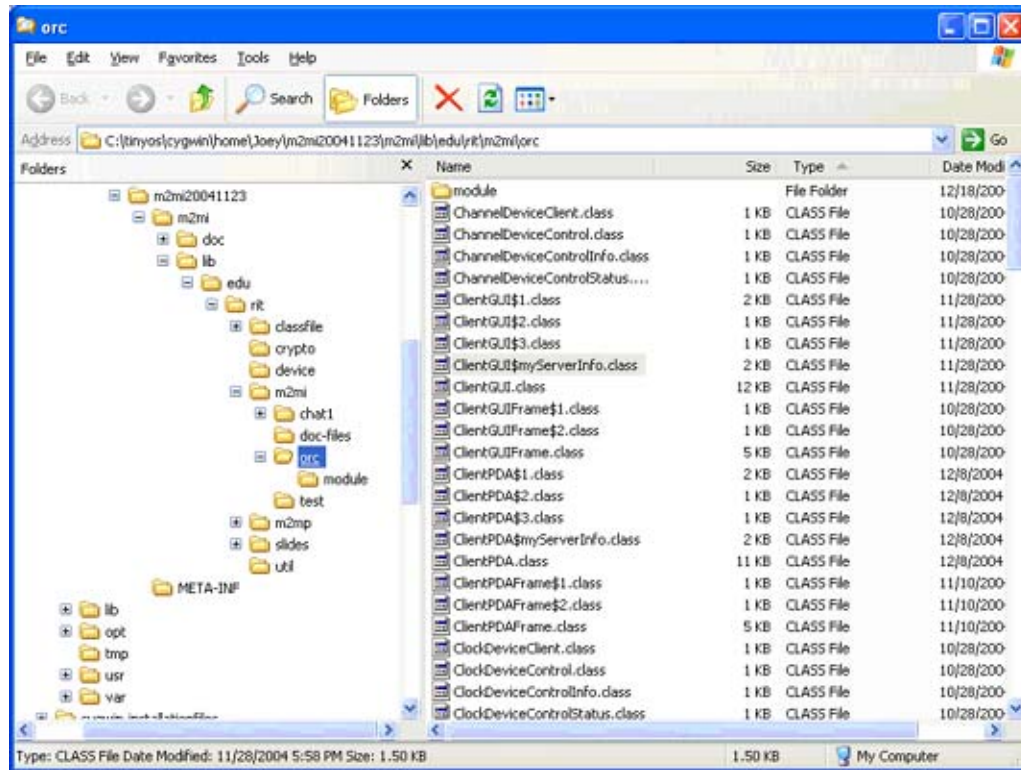 orc
File Edit View Favorites Tools Help
Back Search Folders
Address C:\tinyos\cygwin\home\Joey\m2mi20041123\m2mi\lib\edu\rit\m2mi\orc Go
Folders × Name Size Type Date Modi
m2mi20041123
m2mi
doc
lib
edu
rit
classfile
crypto
device
m2mi
chat1
doc-files
orc
module
test
m2mp
slides
util
META-INF
lib
opt
tmp
usr
var
cygwin installationfiles
module File Folder 12/18/200
ChannelDeviceClient.class 1 KB CLASS File 10/28/200
ChannelDeviceControl.class 1 KB CLASS File 10/28/200
ChannelDeviceControlInfo.class 1 KB CLASS File 10/28/200
ChannelDeviceControlStatus.... 1 KB CLASS File 10/28/200
ClientGUI$1.class 2 KB CLASS File 11/28/200
ClientGUI$2.class 1 KB CLASS File 11/28/200
ClientGUI$3.class 1 KB CLASS File 11/28/200
ClientGUI$myServerInfo.class 2 KB CLASS File 11/28/200
ClientGUI.class 12 KB CLASS File 11/28/200
ClientGUIFrame$1.class 1 KB CLASS File 10/28/200
ClientGUIFrame$2.class 1 KB CLASS File 10/28/200
ClientGUIFrame.class 5 KB CLASS File 10/28/200
ClientPDA$1.class 2 KB CLASS File 12/8/2004
ClientPDA$2.class 1 KB CLASS File 12/8/2004
ClientPDA$3.class 1 KB CLASS File 12/8/2004
ClientPDA$myServerInfo.class 2 KB CLASS File 12/8/2004
ClientPDA.class 11 KB CLASS File 12/8/2004
ClientPDAFrame$1.class 1 KB CLASS File 11/10/200
ClientPDAFrame$2.class 1 KB CLASS File 11/10/200
ClientPDAFrame.class 5 KB CLASS File 11/10/200
ClockDeviceClient.class 1 KB CLASS File 10/28/200
ClockDeviceControl.class 1 KB CLASS File 10/28/200
ClockDeviceControlInfo.class 1 KB CLASS File 10/28/200
ClockDeviceControlStatus.class 1 KB CLASS File 10/28/200
Type: CLASS File Date Modified: 11/28/2004 5:58 PM Size: 1.50 KB 1.50 KB My Computer